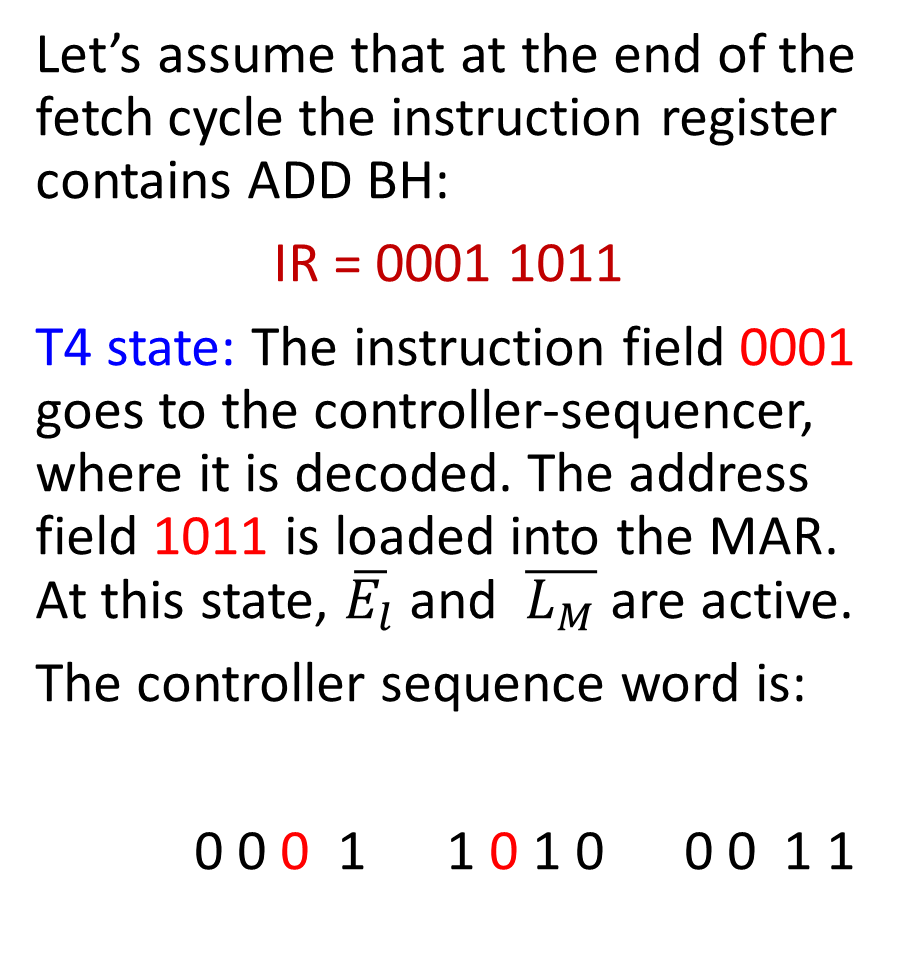 Let’s assume that at the end of the
fetch cycle the instruction register
contains ADD BH:
IR = 0001 1011
T4 state: The instruction field 0001
goes to the controller-sequencer,
where it is decoded. The address
field 1011 is loaded into the MAR.
At this state, $\overline{E}_l$ and $\overline{L_M}$ are active.
The controller sequence word is:
0 0 0 1 1 0 1 0 0 0 1 1